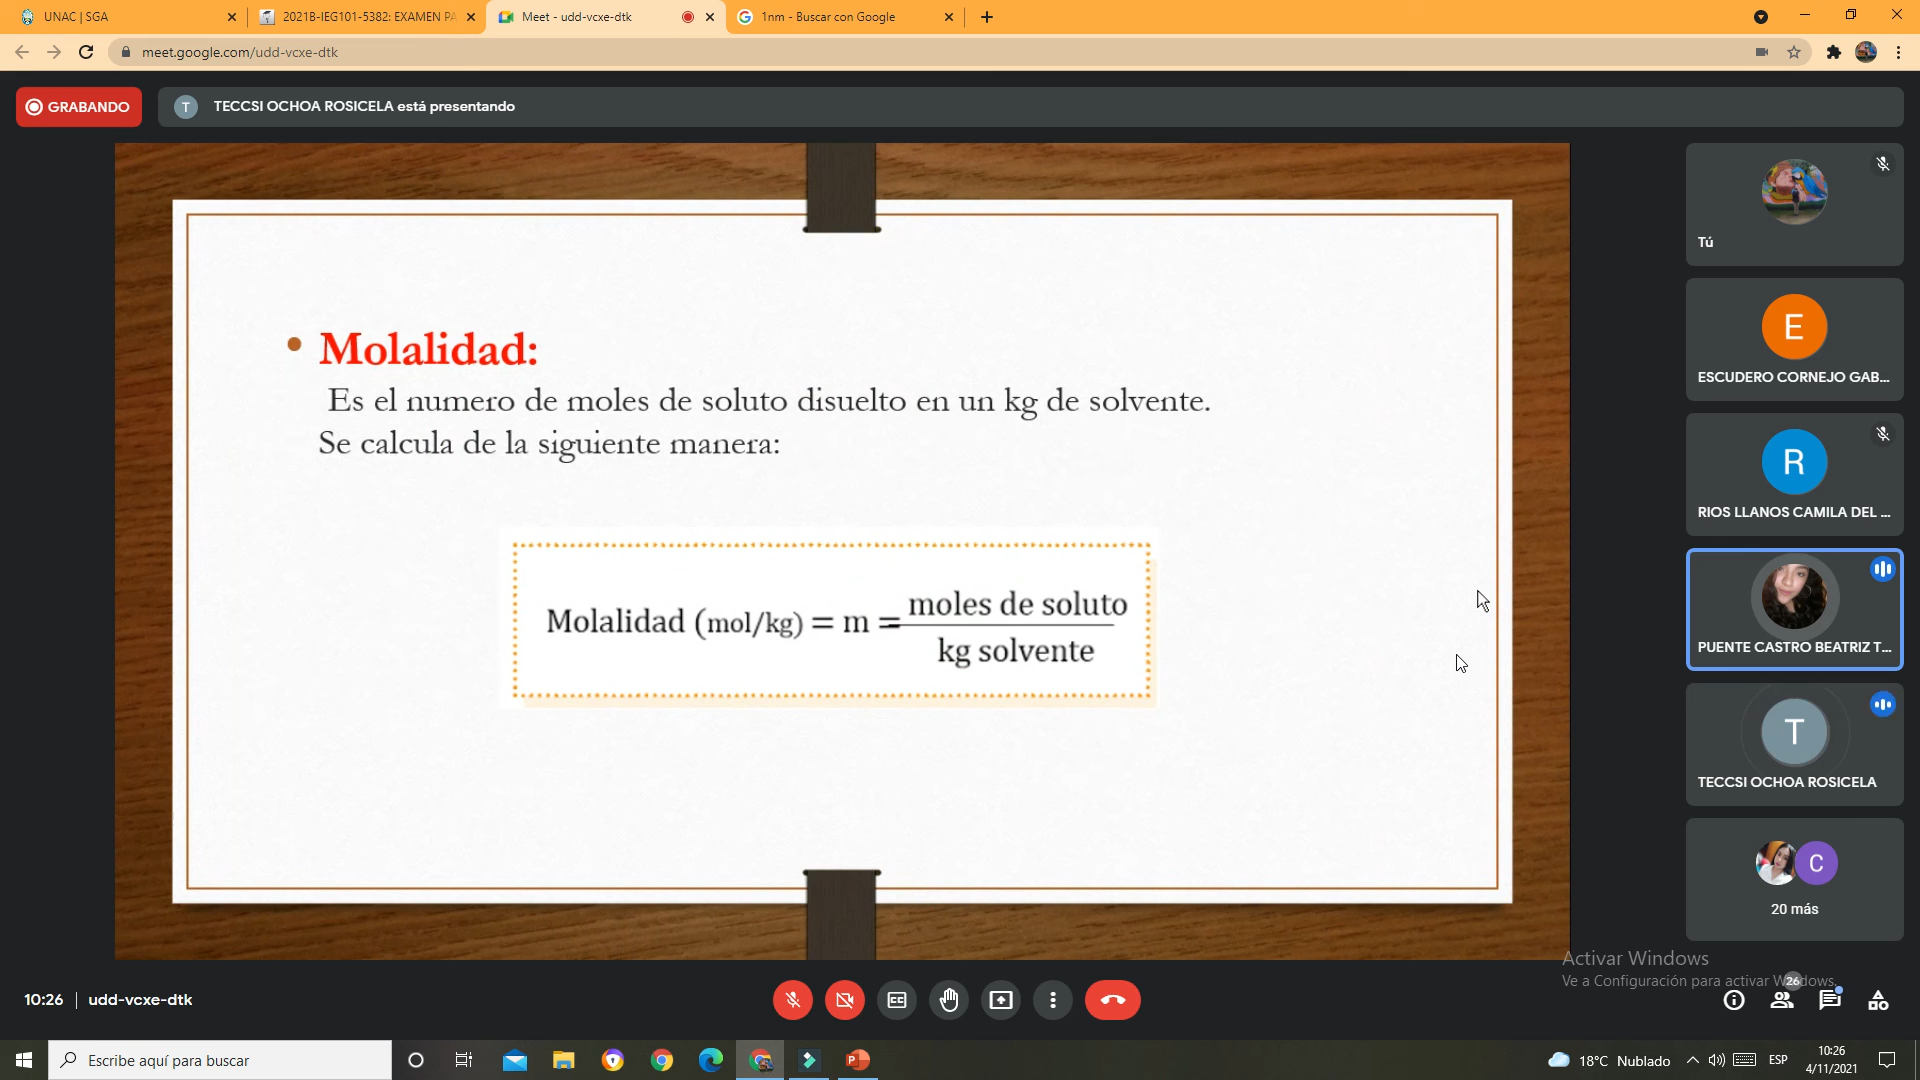 UNAC | SGA
2021B-IEG101-5382: EXAMEN PA
Meet - udd-vcxe-dtk
1nm - Buscar con Google
meet.google.com/udd-vcxe-dtk
GRABANDO
T
TECCSI OCHOA ROSICELA está presentando
Molalidad:
Es el numero de moles de soluto disuelto en un kg de solvente.
Se calcula de la siguiente manera:
Molalidad (mol/kg) = m = moles de soluto
kg solvente
Tú
E
ESCUDERO CORNEJO GAB...
R
RIOS LLANOS CAMILA DEL ...
PUENTE CASTRO BEATRIZ T...
T
TECCSI OCHOA ROSICELA
C
20 más
Activar Windows
Ve a Configuración para activar Windows.
26
10:26 | udd-vcxe-dtk
Escribe aquí para buscar
18°C Nublado
ESP
10:26
4/11/2021